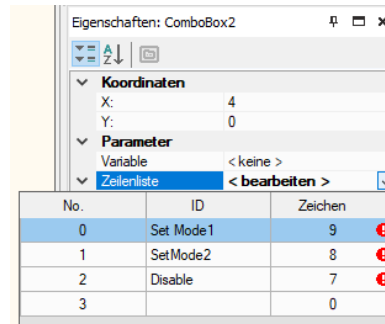 Eigenschaften: ComboBox2
Koordinaten
X: 4
Y: 0
Parameter
Variable < keine >
Zeilenliste < bearbeiten >
No. ID Zeichen
0 Set Mode1 9
1 SetMode2 8
2 Disable 7
3 0